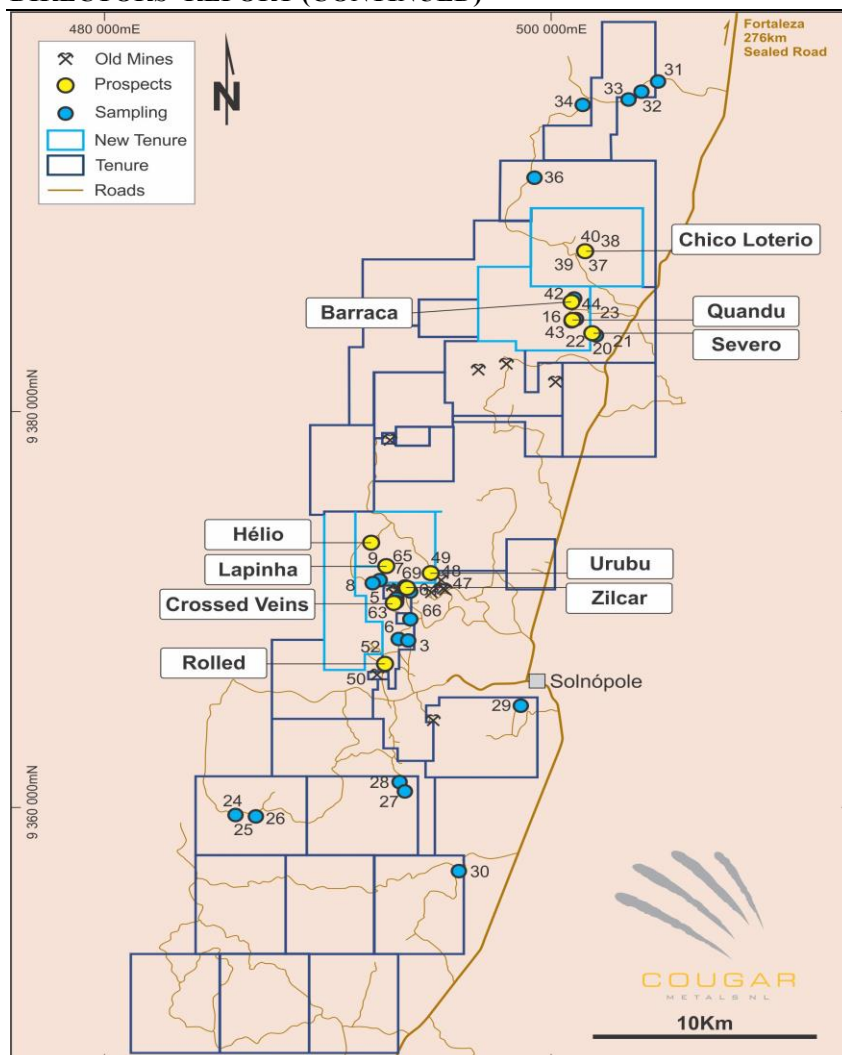 DIRECTORS' REPORT (CONTINUED)
480 000mE
500 000mE
Fortaleza
276km
Sealed Road
Old Mines
Prospects
Sampling
New Tenure
Tenure
Roads
N
31
33
32
34
36
40
38
39
37
Chico Loterio
42
44
23
Barraca
16
Quandu
43
22
20
21
Severo
9 380 000mN
Hélio
9
65
7
49
48
47
Lapinha
8
69
Urubu
Zilcar
5
63
66
Crossed Veins
6
3
52
Rolled
50
Solnópole
29
28
27
24
25
26
9 360 000mN
30
COUGAR
METALS NL
10Km